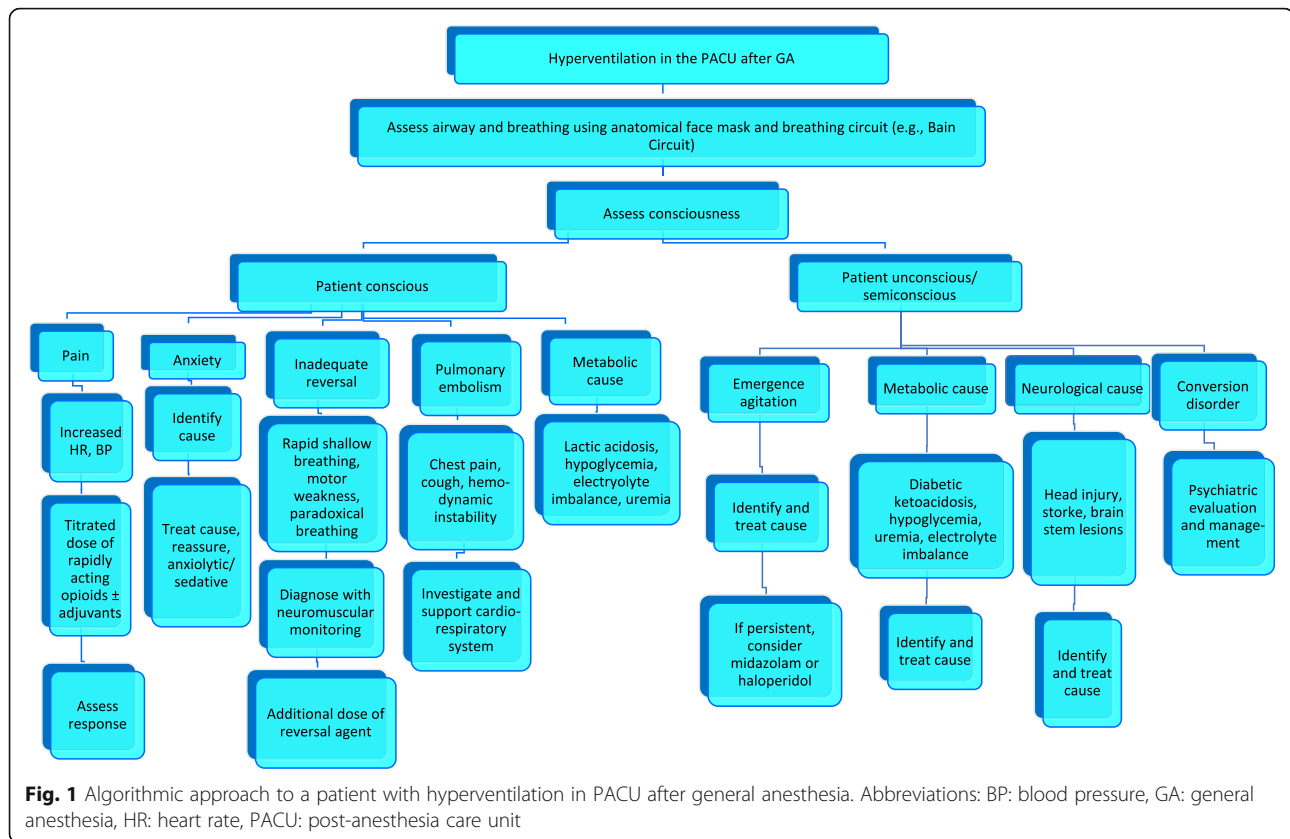 Hyperventilation in the PACU after GA
Assess airway and breathing using anatomical face mask and breathing circuit (e.g., Bain
Circuit)
Assess consciousness
Patient conscious
Patient unconscious/
semiconscious
Pain
Increased
HR, BP
Titrated
dose of
rapidly
acting
opioids ±
adjuvants
Assess
response
Anxiety
Identify
cause
Treat cause,
reassure,
anxiolytic/
sedative
Inadequate
reversal
Rapid shallow
breathing,
motor
weakness,
paradoxical
breathing
Diagnose with
neuromuscular
monitoring
Additional dose of
reversal agent
Pulmonary
embolism
Chest pain,
cough, hemo-
dynamic
instability
Investigate and
support cardio-
respiratory
system
Metabolic
cause
Lactic acidosis,
hypoglycemia,
electryolyte
imbalance, uremia
Emergence
agitation
Identify and
treat cause
If persistent,
consider
midazolam or
haloperidol
Metabolic cause
Diabetic
ketoacidosis,
hypoglycemia,
uremia, electrolyte
imbalance
Identify and
treat cause
Neurological cause
Head injury,
storke, brain
stem lesions
Identify
and treat
cause
Conversion
disorder
Psychiatric
evaluation
and
manage-
ment
Fig. 1 Algorithmic approach to a patient with hyperventilation in PACU after general anesthesia. Abbreviations: BP: blood pressure, GA: general
anesthesia, HR: heart rate, PACU: post-anesthesia care unit